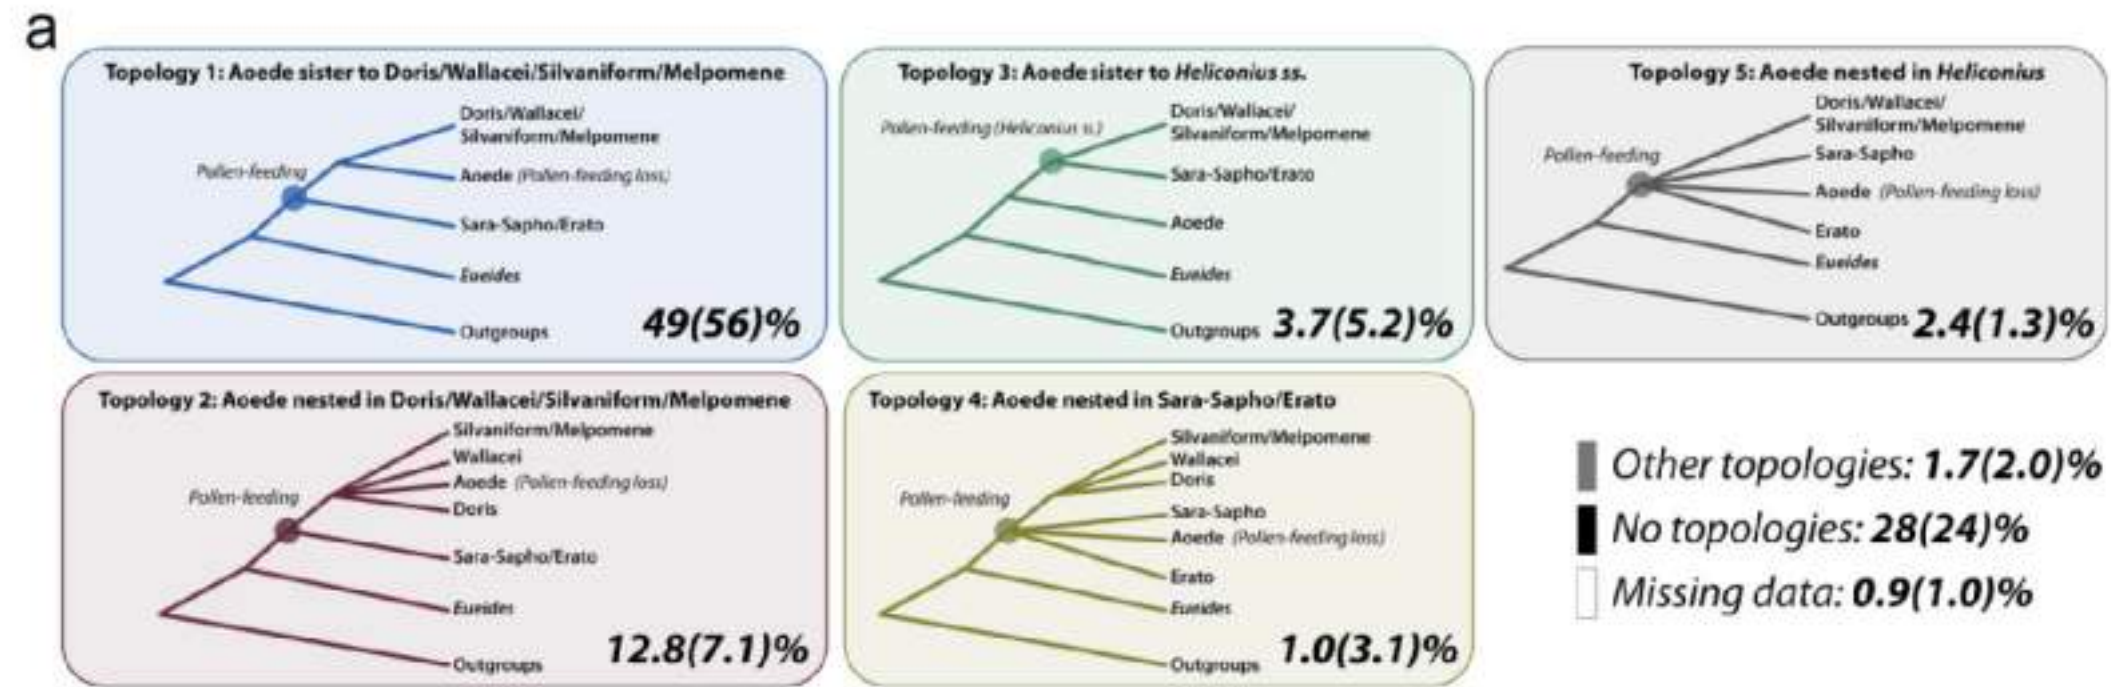 a
Topology 1: Aoede sister to Doris/Wallacei/Silvaniform/Melpomene
Doris/Wallacei/
Silvaniform/Melpomene
Pollen-feeding
Aoede (Pollen-feeding loss)
Sara-Sapho/Erato
Eueides
Outgroups
49(56)%
Topology 3: Aoede sister to Heliconius ss.
Doris/Wallacei/
Silvaniform/Melpomene
Pollen-feeding (Heliconius ss.)
Sara-Sapho/Erato
Aoede
Eueides
Outgroups
3.7(5.2)%
Topology 5: Aoede nested in Heliconius
Doris/Wallacei/
Silvaniform/Melpomene
Pollen-feeding
Sara-Sapho
Aoede (Pollen-feeding loss)
Erato
Eueides
Outgroups
2.4(1.3)%
Topology 2: Aoede nested in Doris/Wallacei/Silvaniform/Melpomene
Silvaniform/Melpomene
Wallacei
Aoede (Pollen-feeding loss)
Pollen-feeding
Doris
Sara-Sapho/Erato
Eueides
Outgroups
12.8(7.1)%
Topology 4: Aoede nested in Sara-Sapho/Erato
Silvaniform/Melpomene
Wallacei
Doris
Pollen-feeding
Sara-Sapho
Aoede (Pollen-feeding loss)
Erato
Eueides
Outgroups
1.0(3.1)%
Other topologies: 1.7(2.0)%
No topologies: 28(24)%
Missing data: 0.9(1.0)%